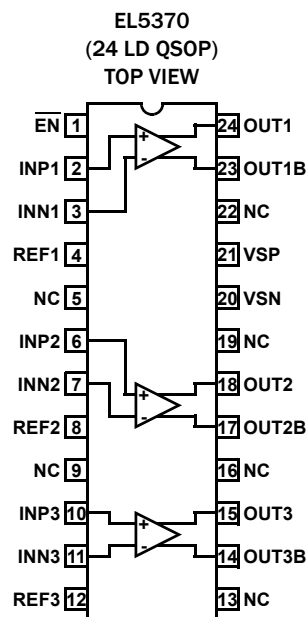 EL5370
(24 LD QSOP)
TOP VIEW
EN 1
INP1 2
INN1 3
REF1 4
NC 5
INP2 6
INN2 7
REF2 8
NC 9
INP3 10
INN3 11
REF3 12
24 OUT1
23 OUT1B
22 NC
21 VSP
20 VSN
19 NC
18 OUT2
17 OUT2B
16 NC
15 OUT3
14 OUT3B
13 NC
+
-
+
-
+
-